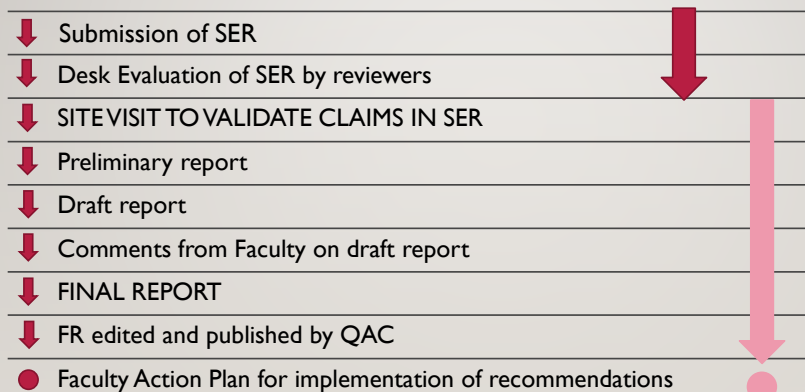 Submission of SER
Desk Evaluation of SER by reviewers
SITE VISIT TO VALIDATE CLAIMS IN SER
Preliminary report
Draft report
Comments from Faculty on draft report
FINAL REPORT
FR edited and published by QAC
Faculty Action Plan for implementation of recommendations